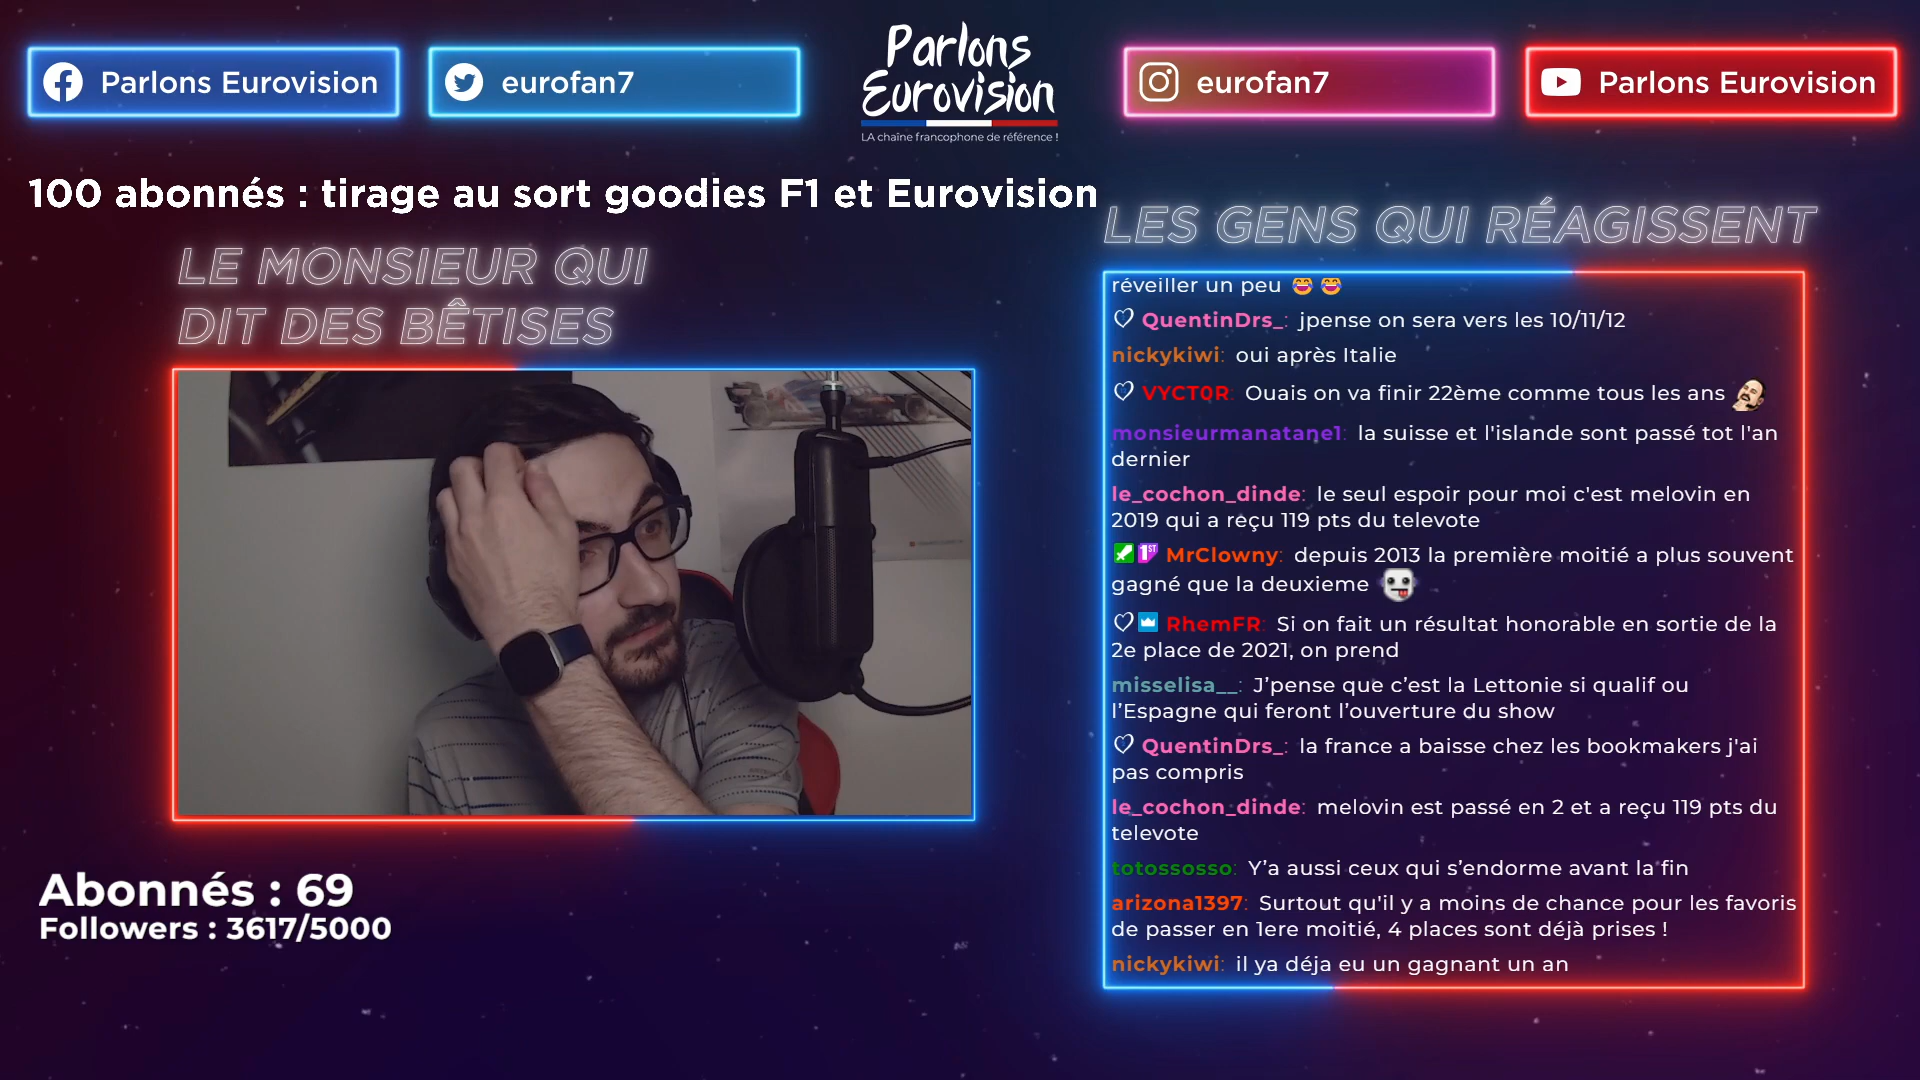 Parlons Eurovision
eurofan7
Parlons
Eurovision
LA chaîne francophone de référence !
eurofan7
Parlons Eurovision
100 abonnés : tirage au sort goodies F1 et Eurovision
LE MONSIEUR QUI
DIT DES BÊTISES
Abonnés : 69
Followers : 3617/5000
LES GENS QUI RÉAGISSENT
réveiller un peu
QuentinDrs_: jpense on sera vers les 10/11/12
nickykiwi: oui après Italie
VYCT0R: Ouais on va finir 22ème comme tous les ans
monsieurmanatane1: la suisse et l'islande sont passé tot l'an
dernier
le_cochon_dinde: le seul espoir pour moi c'est melovin en
2019 qui a reçu 119 pts du televote
1ST MrClowny: depuis 2013 la première moitié a plus souvent
gagné que la deuxieme
RhemFR: Si on fait un résultat honorable en sortie de la
2e place de 2021, on prend
misselisa__: J’pense que c’est la Lettonie si qualif ou
l’Espagne qui feront l’ouverture du show
QuentinDrs_: la france a baisse chez les bookmakers j'ai
pas compris
le_cochon_dinde: melovin est passé en 2 et a reçu 119 pts du
televote
totossosso: Y’a aussi ceux qui s’endorme avant la fin
arizona1397: Surtout qu'il y a moins de chance pour les favoris
de passer en 1ere moitié, 4 places sont déjà prises !
nickykiwi: il ya déja eu un gagnant un an